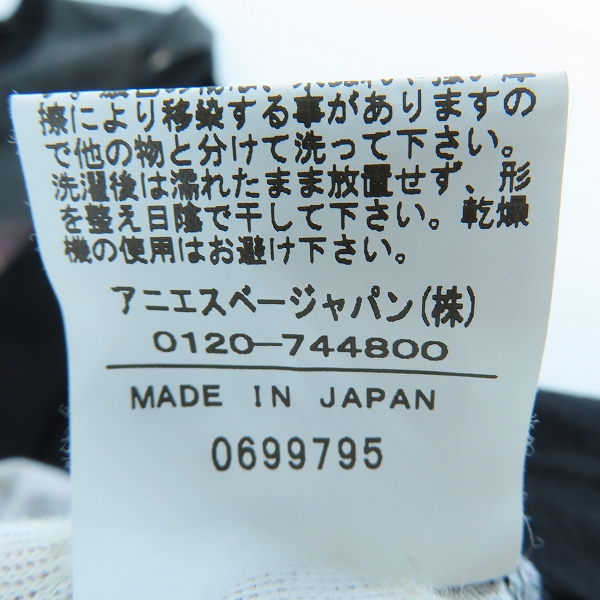 擦により移染する事がありますの
で他の物と分けて洗って下さい。
洗濯後は濡れたまま放置せず、形
を整え日陰で干して下さい。乾燥
機の使用はお避け下さい。
アニエスベージャパン(株)
0120-744800
MADE IN JAPAN
0699795